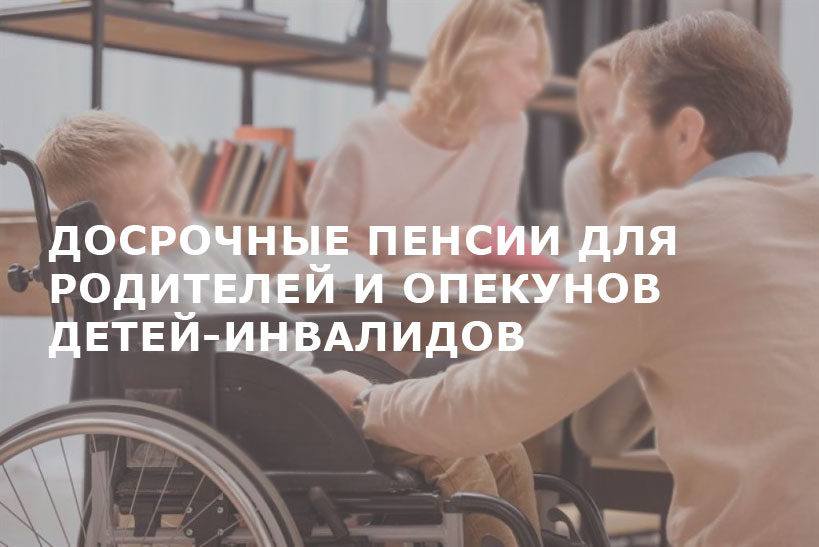 ДОСРОЧНЫЕ ПЕНСИИ ДЛЯ
РОДИТЕЛЕЙ И ОПЕКУНОВ
ДЕТЕЙ-ИНВАЛИДОВ